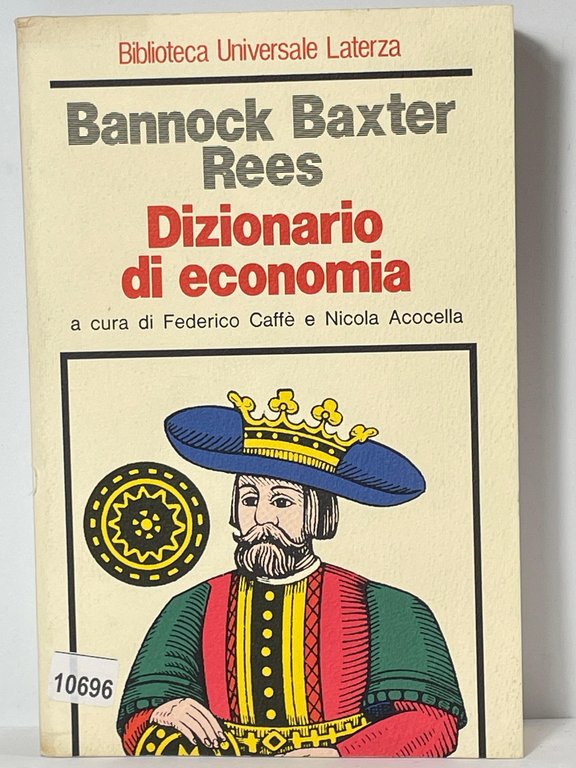 Biblioteca Universale Laterza
Bannock Baxter
Rees
Dizionario
di economia
a cura di Federico Caffè e Nicola Acocella
10696